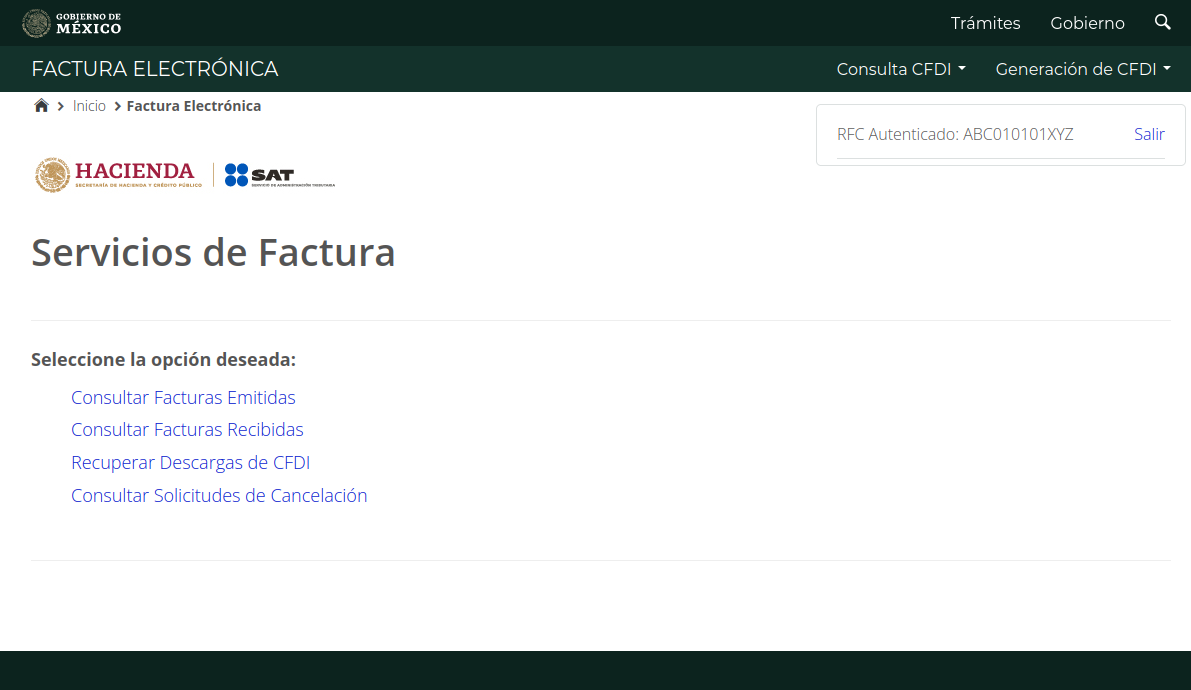 GOBIERNO DE
MÉXICO
Trámites
Gobierno
FACTURA ELECTRÓNICA
Consulta CFDI
Generación de CFDI
Inicio
Factura Electrónica
RFC Autenticado: ABC010101XYZ
Salir
HACIENDA
SECRETARÍA DE HACIENDA Y CRÉDITO PÚBLICO
SAT
SERVICIO DE ADMINISTRACIÓN TRIBUTARIA
Servicios de Factura
Seleccione la opción deseada:
Consultar Facturas Emitidas
Consultar Facturas Recibidas
Recuperar Descargas de CFDI
Consultar Solicitudes de Cancelación